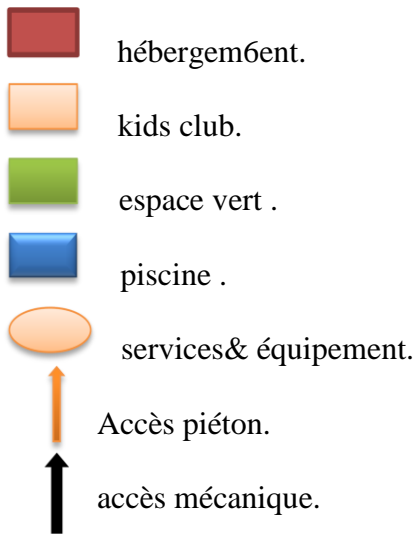 hébergem6ent.
kids club.
espace vert .
piscine .
services& équipement.
Accès piéton.
accès mécanique.